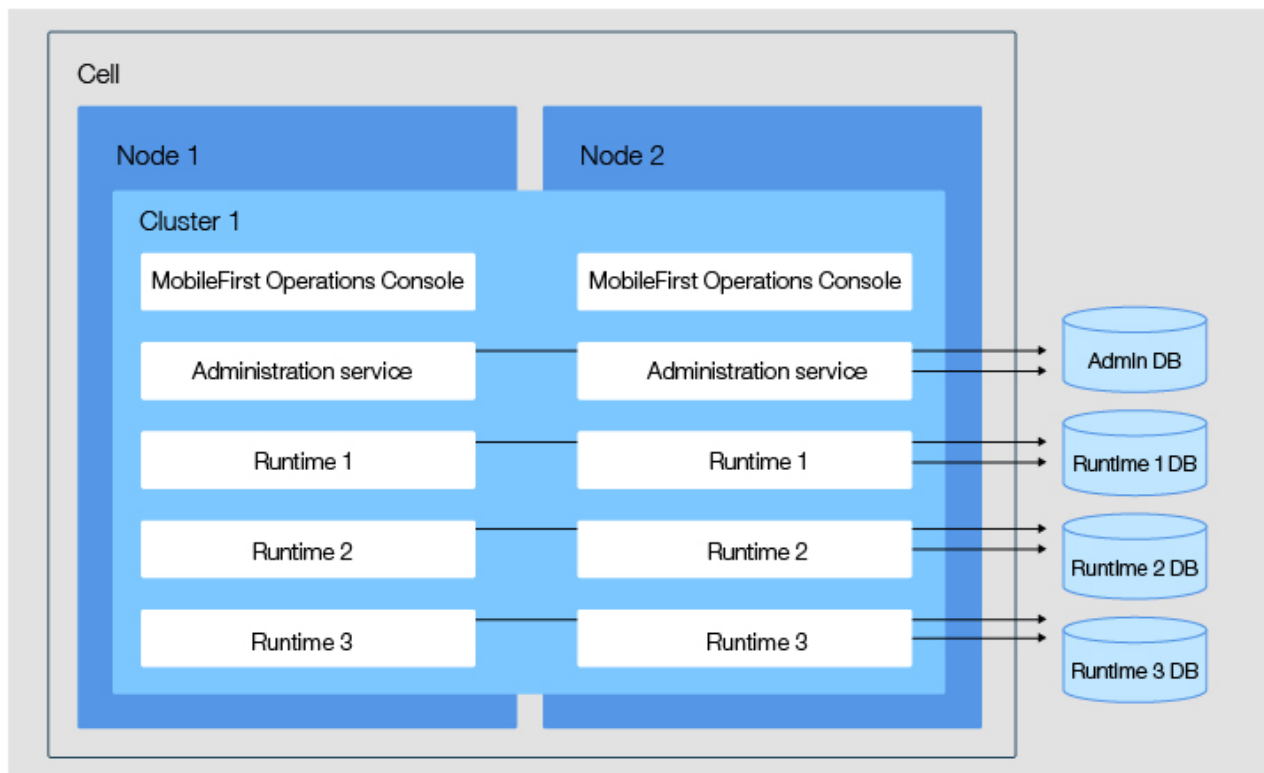 Cell
Node 1
Node 2
Cluster 1
MobileFirst Operations Console
MobileFirst Operations Console
Administration service
Administration service
Admin DB
Runtime 1
Runtime 1
Runtime 1 DB
Runtime 2
Runtime 2
Runtime 2 DB
Runtime 3
Runtime 3
Runtime 3 DB